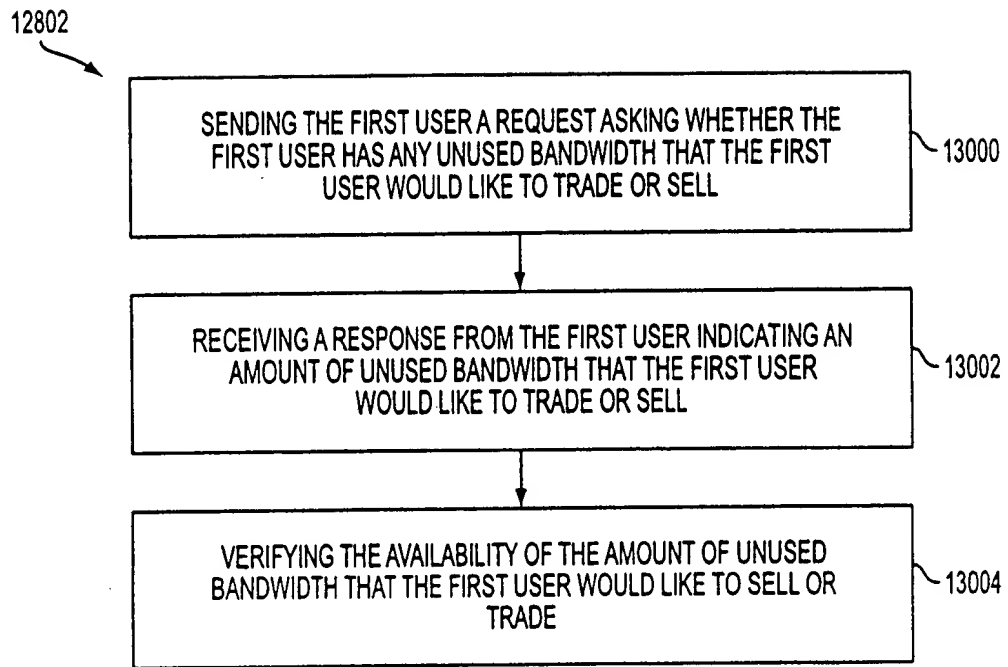 12802
SENDING THE FIRST USER A REQUEST ASKING WHETHER THE
FIRST USER HAS ANY UNUSED BANDWIDTH THAT THE FIRST
USER WOULD LIKE TO TRADE OR SELL
13000
RECEIVING A RESPONSE FROM THE FIRST USER INDICATING AN
AMOUNT OF UNUSED BANDWIDTH THAT THE FIRST USER
WOULD LIKE TO TRADE OR SELL
13002
VERIFYING THE AVAILABILITY OF THE AMOUNT OF UNUSED
BANDWIDTH THAT THE FIRST USER WOULD LIKE TO SELL OR
TRADE
13004